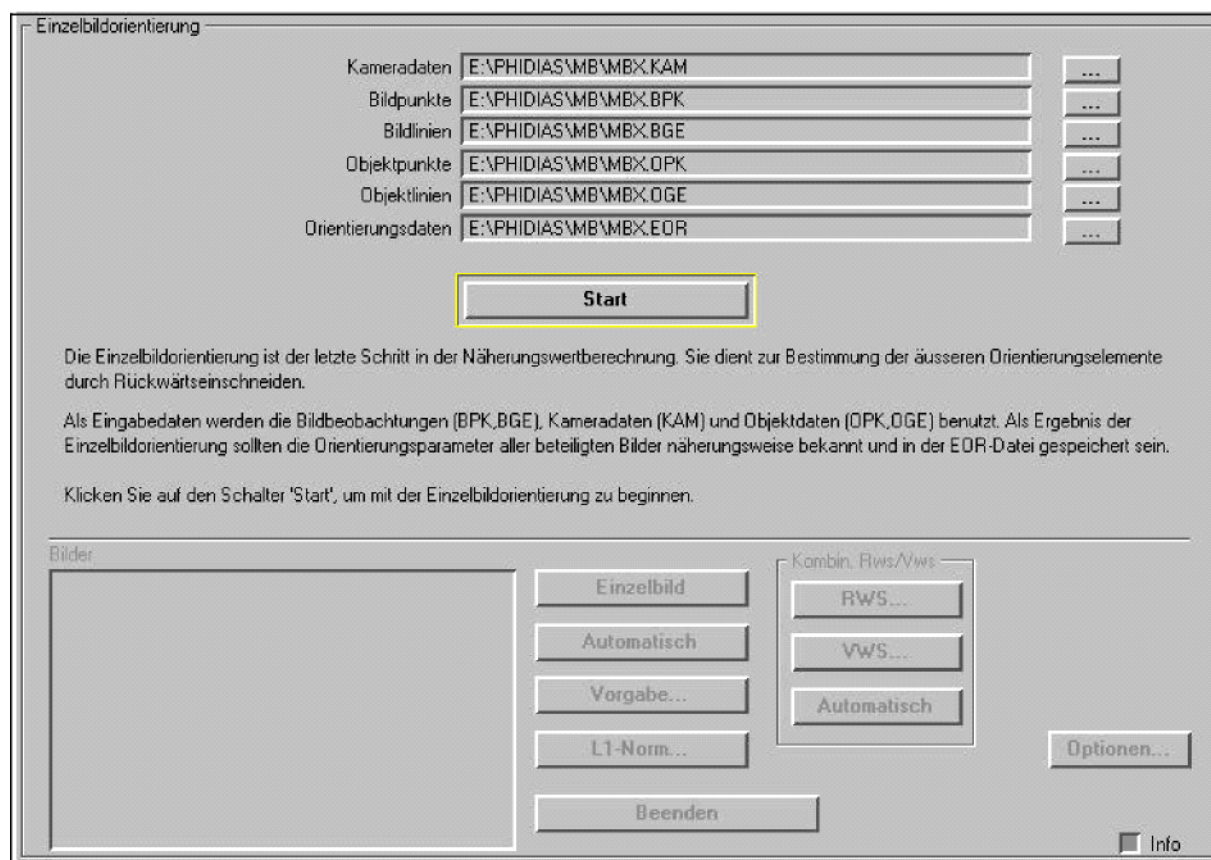 Einzelbildorientierung
Kameradaten E:\PHIDIAS\MB\MBX.KAM ...
Bildpunkte E:\PHIDIAS\MB\MBX.BPK ...
Bildlinien E:\PHIDIAS\MB\MBX.BGE ...
Objektpunkte E:\PHIDIAS\MB\MBX.OPK ...
Objektlinien E:\PHIDIAS\MB\MBX.OGE ...
Orientierungsdaten E:\PHIDIAS\MB\MBX.EOR ...
Start
Die Einzelbildorientierung ist der letzte Schritt in der Näherungswertberechnung. Sie dient zur Bestimmung der äusseren Orientierungselemente
durch Rückwärtseinschneiden.
Als Eingabedaten werden die Bildbeobachtungen (BPK,BGE), Kameradaten (KAM) und Objektdaten (OPK,OGE) benutzt. Als Ergebnis der
Einzelbildorientierung sollten die Orientierungsparameter aller beteiligten Bilder näherungsweise bekannt und in der EOR-Datei gespeichert sein.
Klicken Sie auf den Schalter 'Start', um mit der Einzelbildorientierung zu beginnen.
Bilder
Einzelbild
Automatisch
Vorgabe...
L1-Norm...
Beenden
Kombin. Rws/Vws
RWS...
VWS...
Automatisch
Optionen...
Info